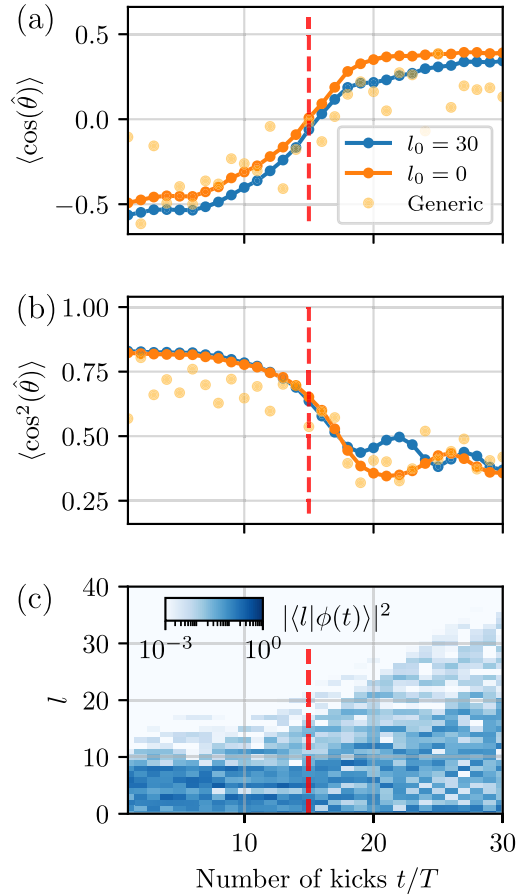 (a)
0.5
0.0
−0.5
⟨cos(θ̂)⟩
l₀ = 30
l₀ = 0
Generic
(b)
1.00
0.75
0.50
0.25
⟨cos²(θ̂)⟩
(c)
40
30
20
10
0
l
|⟨l|ϕ(t)⟩|²
10⁻³ 10⁰
10 20 30
Number of kicks t/T